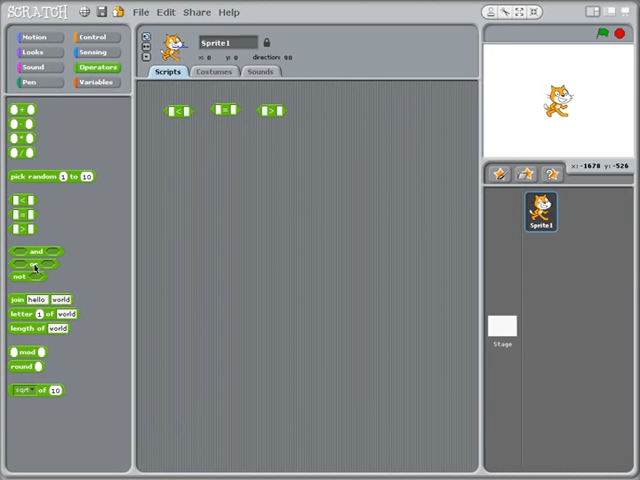 SCRATCH File Edit Share Help
Motion Control
Looks Sensing
Sound Operators
Pen Variables
Sprite1
x: 0 y: 0 direction: 90
Scripts Costumes Sounds
< = >
+
-
*
/
pick random 1 to 10
<
=
>
and
or
not
join hello world
letter 1 of world
length of world
mod
round
sqrt of 10
x: -1678 y: -526
Sprite1
Stage